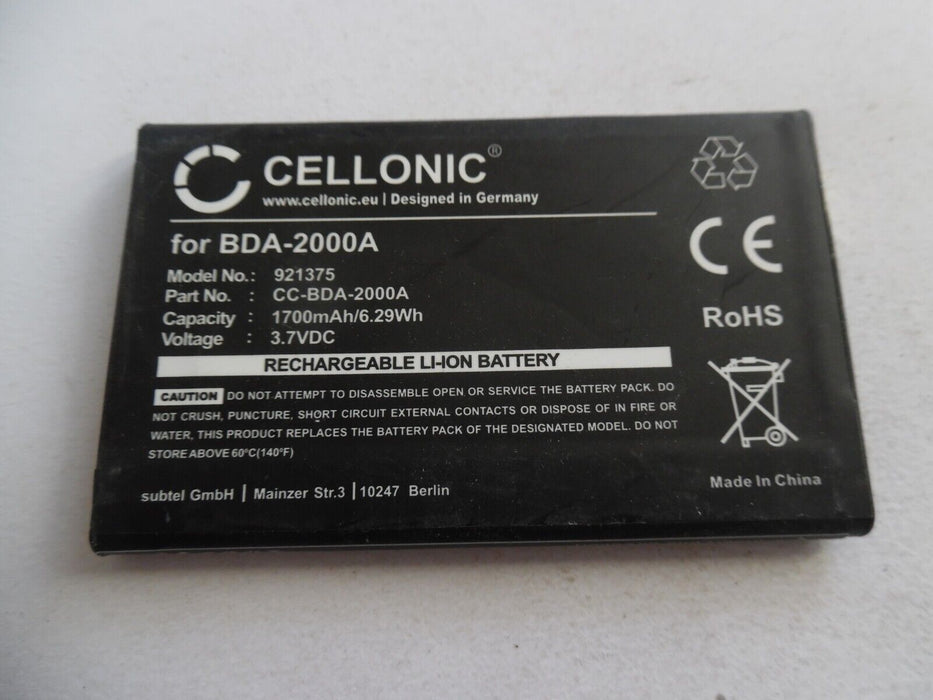 CELLONIC®
www.cellonic.eu | Designed in Germany
for BDA-2000A
Model No.: 921375
Part No. : CC-BDA-2000A
Capacity : 1700mAh/6.29Wh
Voltage : 3.7VDC
RECHARGEABLE LI-ION BATTERY
CAUTION DO NOT ATTEMPT TO DISASSEMBLE OPEN OR SERVICE THE BATTERY PACK. DO
NOT CRUSH, PUNCTURE, SHORT CIRCUIT EXTERNAL CONTACTS OR DISPOSE OF IN FIRE OR
WATER, THIS PRODUCT REPLACES THE BATTERY PACK OF THE DESIGNATED MODEL. DO NOT
STORE ABOVE 60°C(140°F)
subtel GmbH | Mainzer Str.3 | 10247 Berlin
CE
RoHS
Made In China